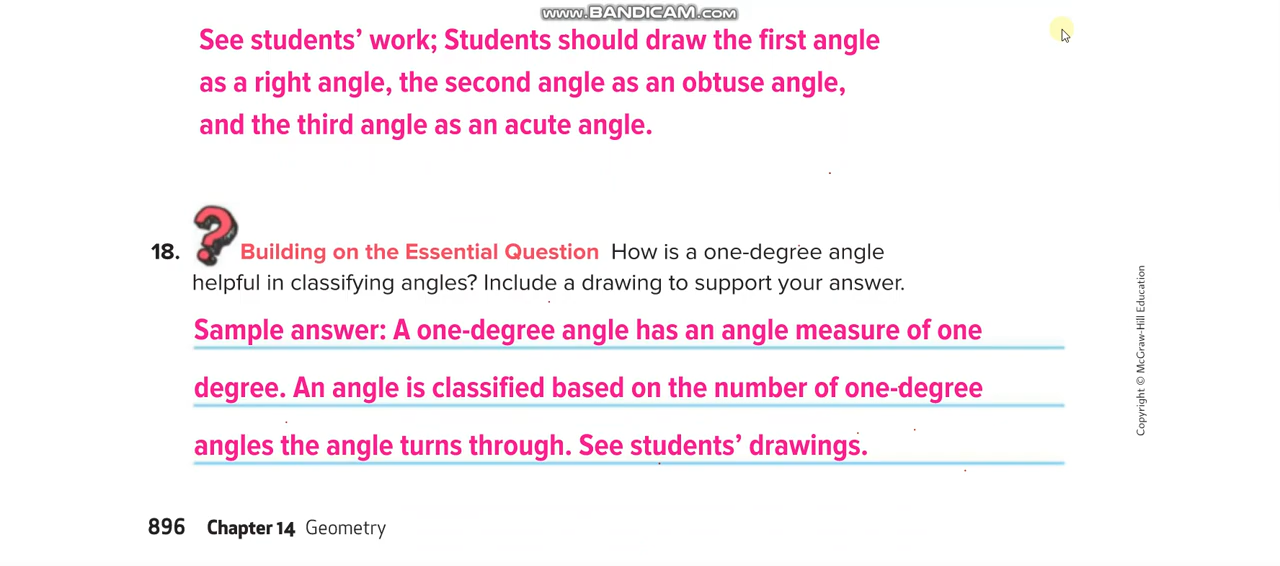 WWW.BANDICAM.COM
See students’ work; Students should draw the first angle
as a right angle, the second angle as an obtuse angle,
and the third angle as an acute angle.
18. ? Building on the Essential Question How is a one-degree angle
helpful in classifying angles? Include a drawing to support your answer.
Sample answer: A one-degree angle has an angle measure of one
degree. An angle is classified based on the number of one-degree
angles the angle turns through. See students’ drawings.
896 Chapter 14 Geometry
Copyright © McGraw-Hill Education